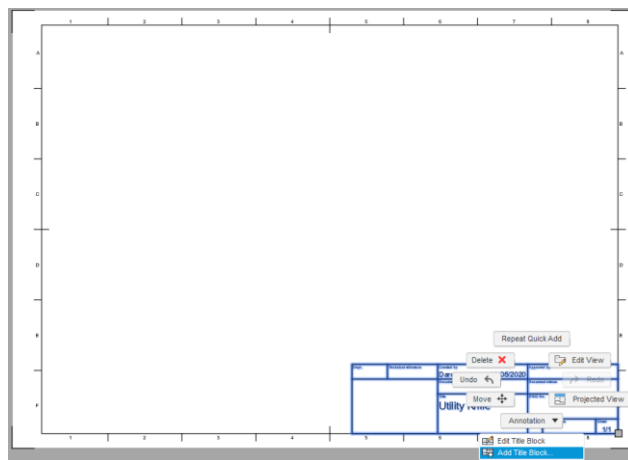 1 2 3 4 5 6 7 8
A A
B B
C C
D D
E E
F F
Repeat Quick Add
Delete Edit View
Undo Redo
Move Projected View
Annotation
Edit Title Block
Add Title Block...
Dept. Technical reference Created by Approved by
05/2020
Title
Utility Knife
1/1
1 2 3 4 5 6 7 8